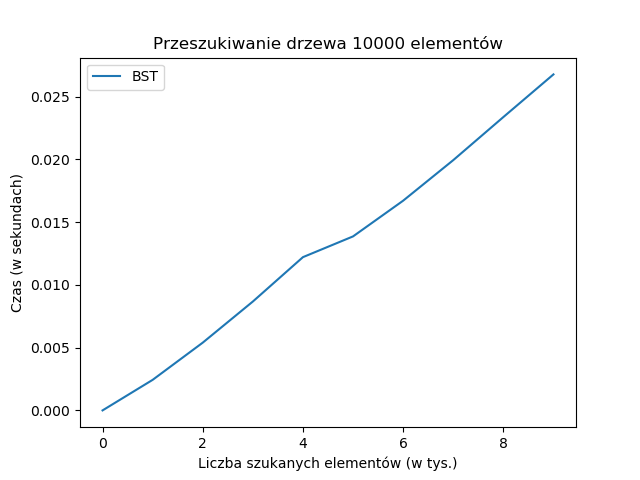 Przeszukiwanie drzewa 10000 elementów
BST
0.025
0.020
0.015
0.010
0.005
0.000
Czas (w sekundach)
0 2 4 6 8
Liczba szukanych elementów (w tys.)